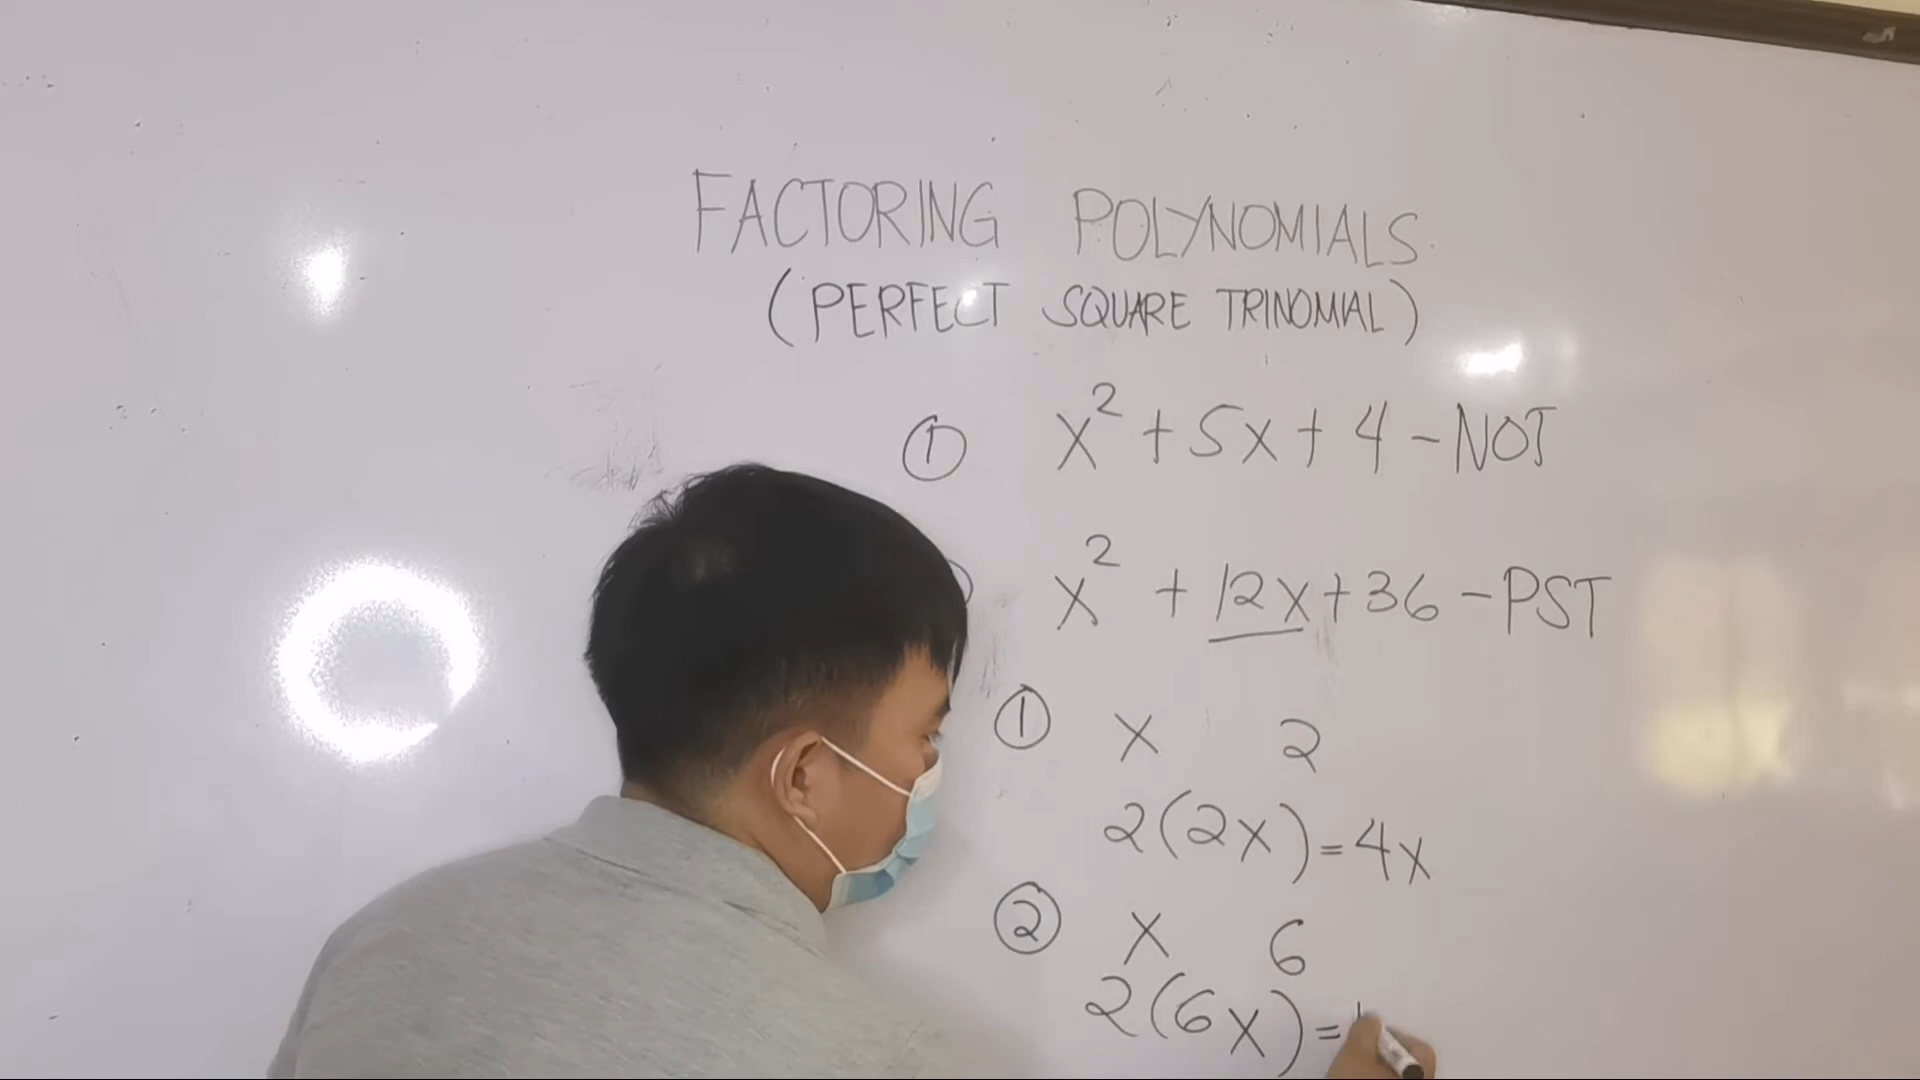 FACTORING POLYNOMIALS
(PERFECT SQUARE TRINOMIAL)
① x² + 5x + 4 - NOT
x² + 12x + 36 - PST
① x 2
2(2x) = 4x
② x 6
2(6x) =